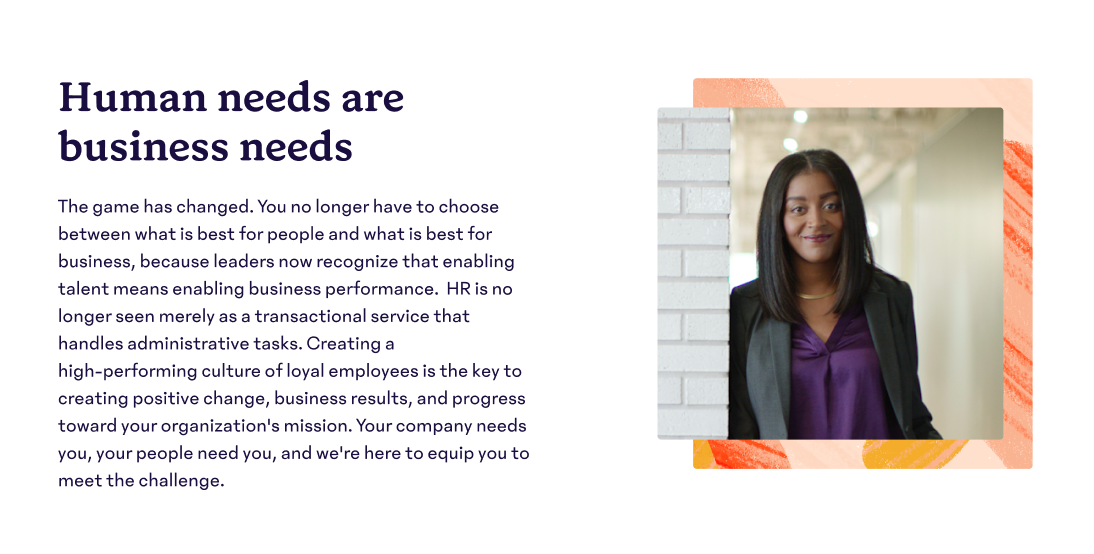 Human needs are
business needs
The game has changed. You no longer have to choose
between what is best for people and what is best for
business, because leaders now recognize that enabling
talent means enabling business performance.  HR is no
longer seen merely as a transactional service that
handles administrative tasks. Creating a
high-performing culture of loyal employees is the key to
creating positive change, business results, and progress
toward your organization's mission. Your company needs
you, your people need you, and we're here to equip you to
meet the challenge.